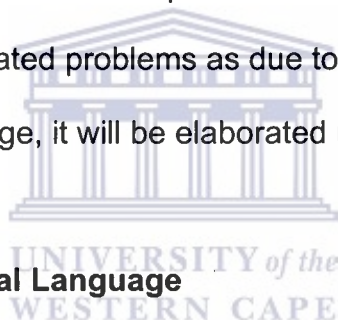 ated problems as due to
ge, it will be elaborated
al Language
UNIVERSITY of the
WESTERN CAPE